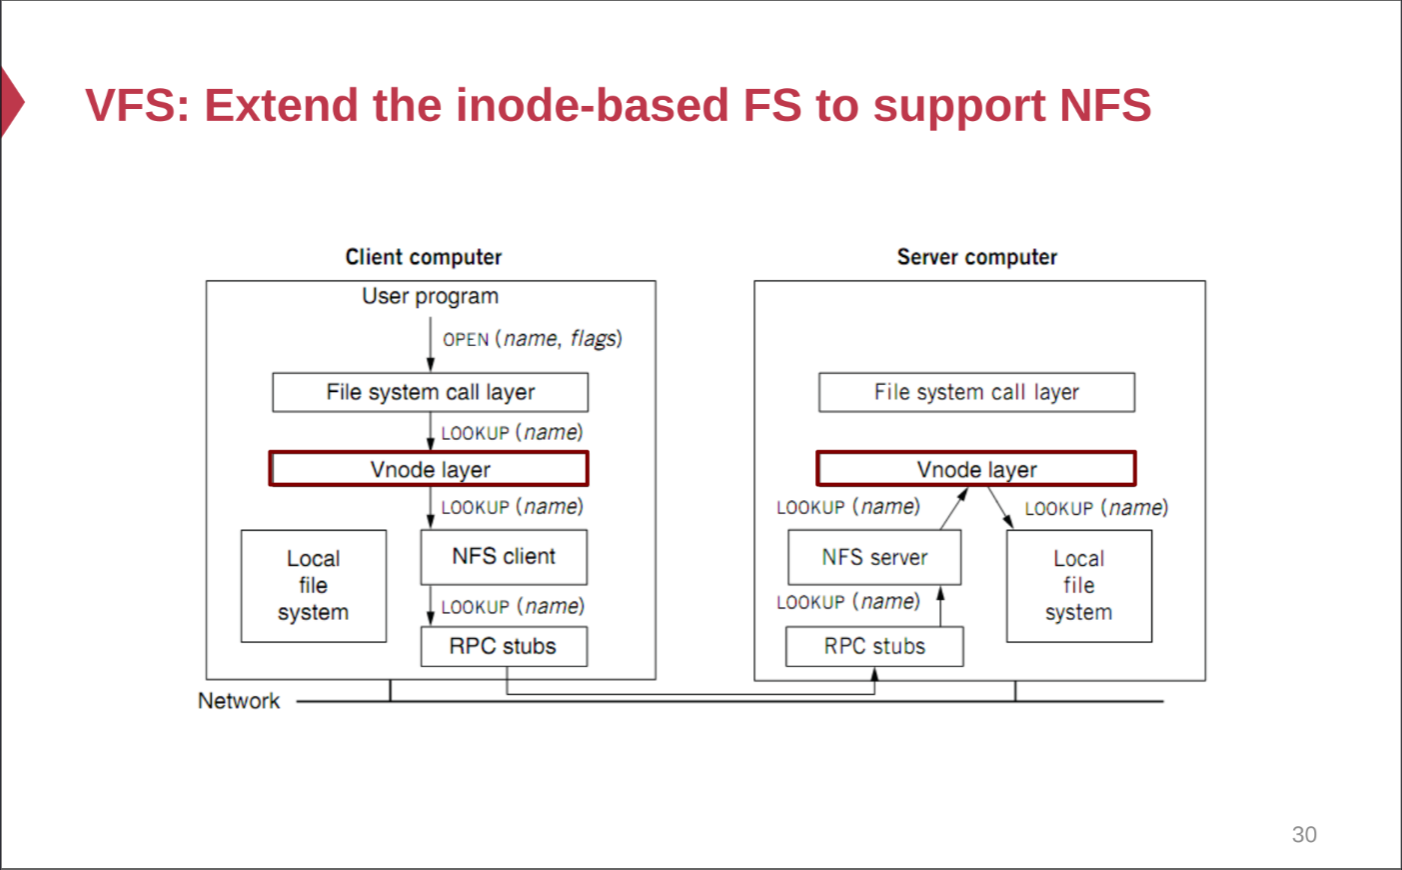 VFS: Extend the inode-based FS to support NFS
Client computer
User program
OPEN (name, flags)
File system call layer
LOOKUP (name)
Vnode layer
LOOKUP (name)
Local
file
system
NFS client
LOOKUP (name)
RPC stubs
Server computer
File system call layer
Vnode layer
LOOKUP (name)
LOOKUP (name)
NFS server
Local
file
system
LOOKUP (name)
RPC stubs
Network
30